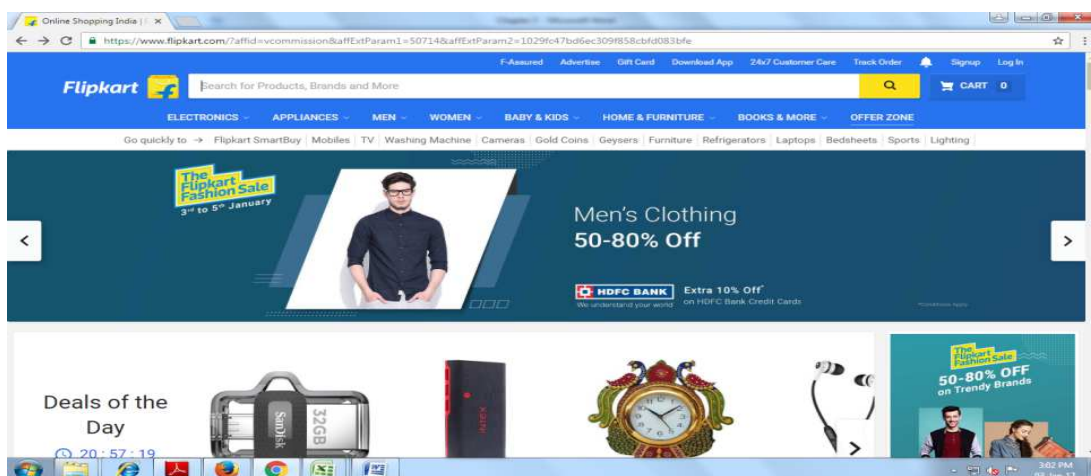 Online Shopping India |
https://www.flipkart.com/?affid=vcommission&affExtParam1=50714&affExtParam2=1029fc47bd6ec309f858cbfd083bfe
F-Assured Advertise Gift Card Download App 24x7 Customer Care Track Order Signup Log In
Flipkart
Search for Products, Brands and More
CART 0
ELECTRONICS APPLIANCES MEN WOMEN BABY & KIDS HOME & FURNITURE BOOKS & MORE OFFER ZONE
Go quickly to → Flipkart SmartBuy Mobiles TV Washing Machine Cameras Gold Coins Geysers Furniture Refrigerators Laptops Bedsheets Sports Lighting
The
Flipkart
Fashion Sale
3rd to 5th January
Men's Clothing
50-80% Off
HDFC BANK
We understand your world
Extra 10% Off*
on HDFC Bank Credit Cards
*Conditions Apply
Deals of the
Day
20 : 57 : 19
SanDisk
32GB
INTEX
The
Flipkart
Fashion Sale
50-80% OFF
on Trendy Brands
3:02 PM